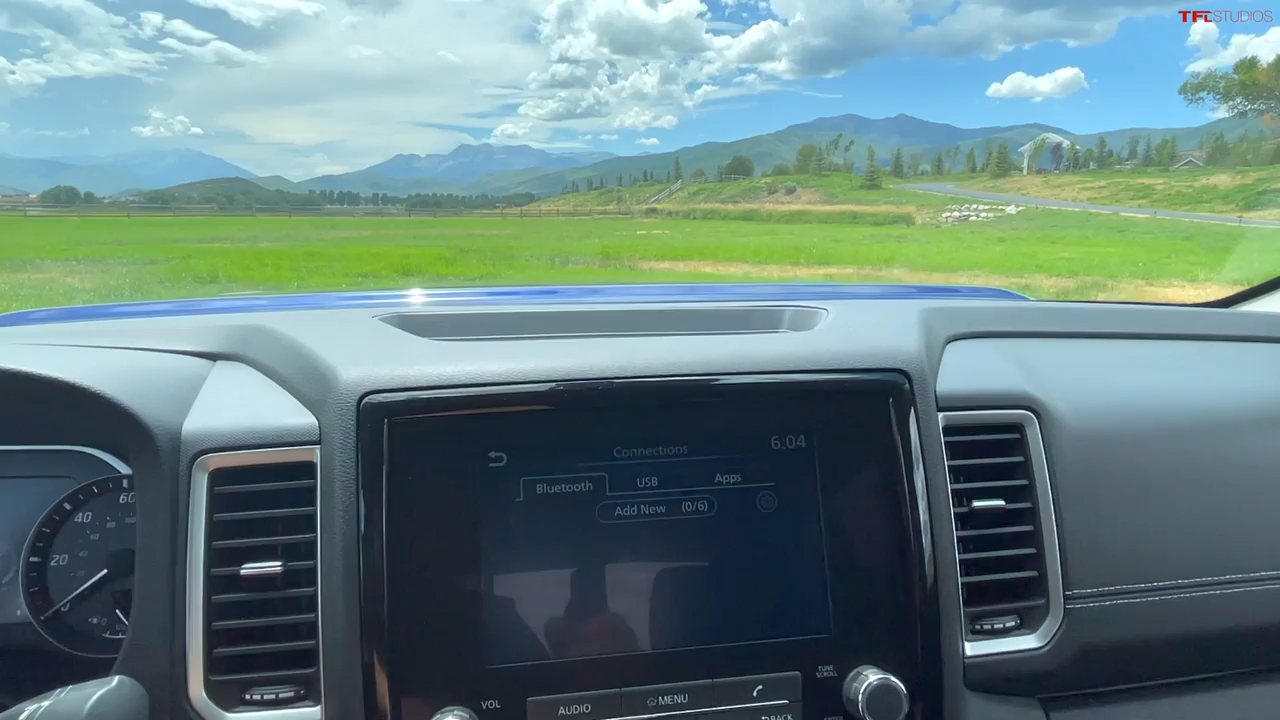 TFLSTUDIOS
Connections
6:04
Bluetooth
USB
Apps
Add New (0/6)
60
40
20
0
VOL
AUDIO
MENU
BACK
TUNE
SCROLL